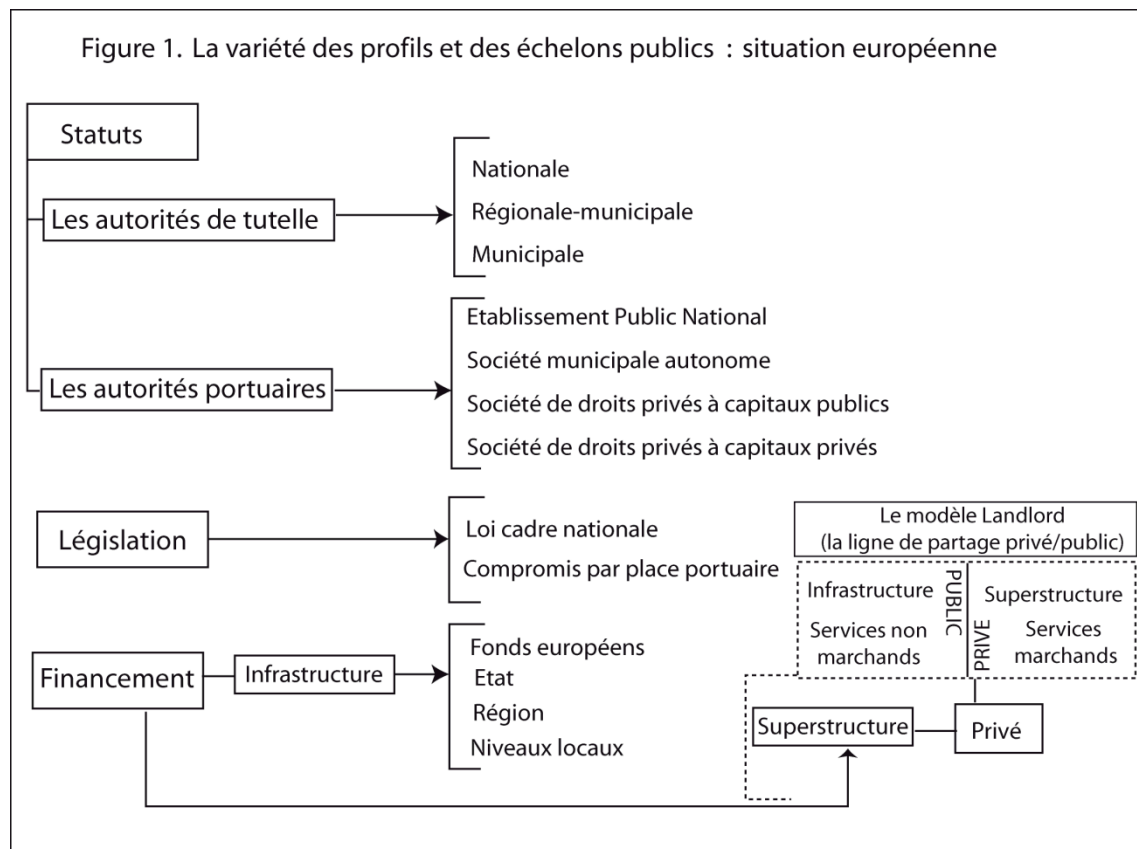 Figure 1. La variété des profils et des échelons publics : situation européenne
Statuts
Les autorités de tutelle
Nationale
Régionale-municipale
Municipale
Les autorités portuaires
Etablissement Public National
Société municipale autonome
Société de droits privés à capitaux publics
Société de droits privés à capitaux privés
Législation
Loi cadre nationale
Compromis par place portuaire
Le modèle Landlord
(la ligne de partage privé/public)
Infrastructure
Services non
marchands
PUBLIC
PRIVE
Superstructure
Services
marchands
Financement
Infrastructure
Fonds européens
Etat
Région
Niveaux locaux
Superstructure
Privé